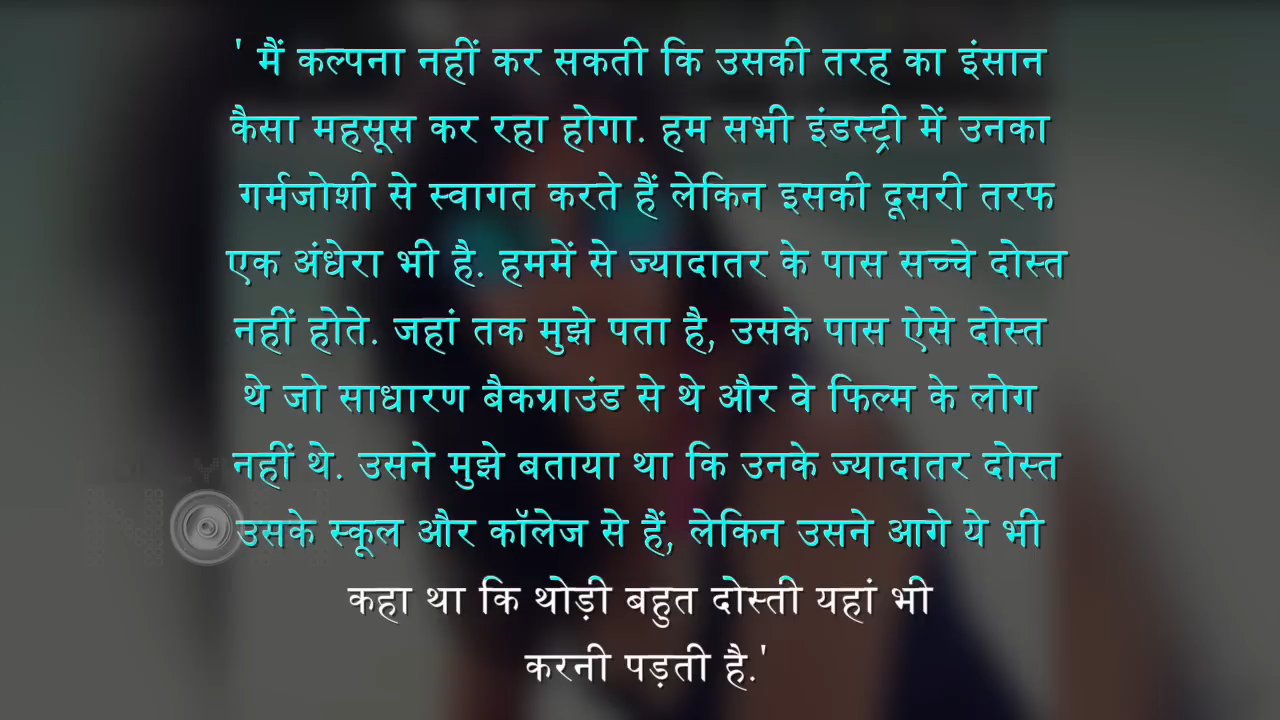 ' मैं कल्पना नहीं कर सकती कि उसकी तरह का इंसान
कैसा महसूस कर रहा होगा. हम सभी इंडस्ट्री में उनका
गर्मजोशी से स्वागत करते हैं लेकिन इसकी दूसरी तरफ
एक अंधेरा भी है. हममें से ज्यादातर के पास सच्चे दोस्त
नहीं होते. जहां तक मुझे पता है, उसके पास ऐसे दोस्त
थे जो साधारण बैकग्राउंड से थे और वे फिल्म के लोग
नहीं थे. उसने मुझे बताया था कि उनके ज्यादातर दोस्त
उसके स्कूल और कॉलेज से हैं, लेकिन उसने आगे ये भी
कहा था कि थोड़ी बहुत दोस्ती यहां भी
करनी पड़ती है.'